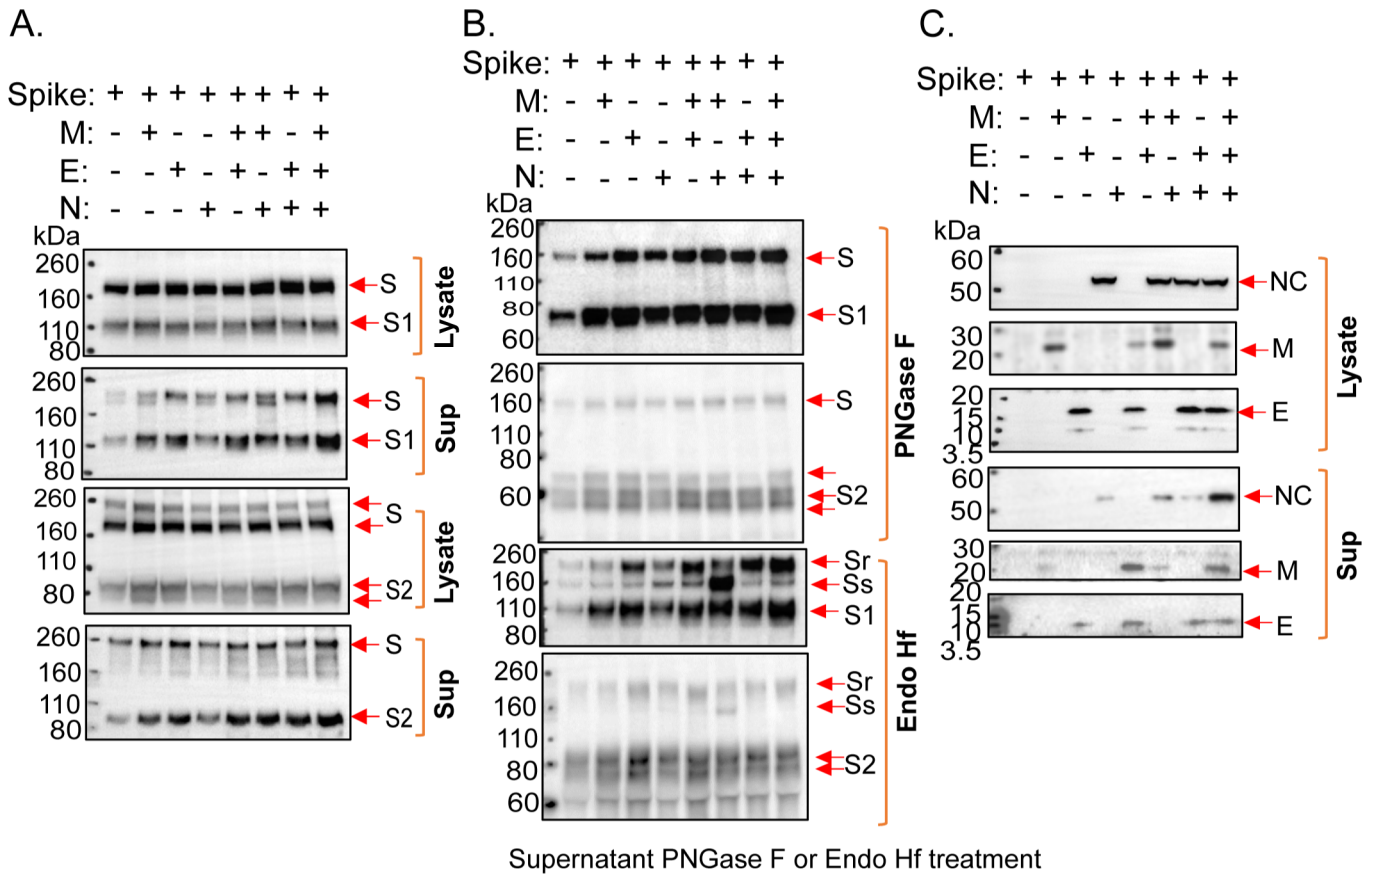 A.
Spike: + + + + + + + +
M: - + - - + + - +
E: - - + - + - + +
N: - - - + - + + +
kDa
260
160
110
80
S
S1
Lysate
260
160
110
80
S
S1
Sup
260
160
110
80
S
S2
Lysate
260
160
110
80
S
S2
Sup
B.
Spike: + + + + + + + +
M: - + - - + + - +
E: - - + - + - + +
N: - - - + - + + +
kDa
260
160
110
80
60
S
S1
260
160
110
80
60
S
S2
PNGase F
260
160
110
80
Sr
Ss
S1
260
160
110
80
60
Sr
Ss
S2
Endo Hf
Supernatant PNGase F or Endo Hf treatment
C.
Spike: + + + + + + + +
M: - + - - + + - +
E: - - + - + - + +
N: - - - + - + + +
kDa
60
50
NC
30
20
M
20
15
10
3.5
E
Lysate
60
50
NC
30
20
M
20
15
10
3.5
E
Sup